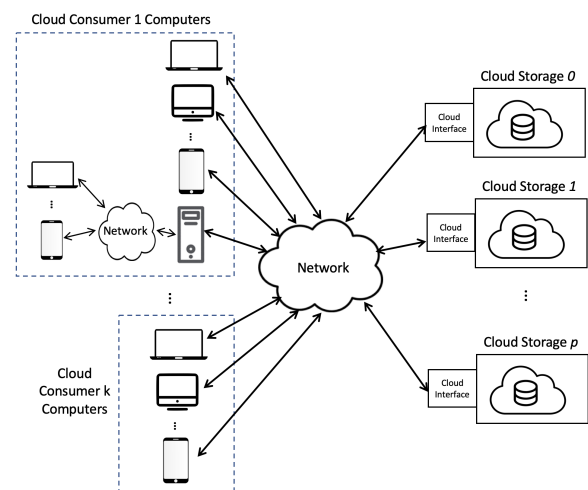 Cloud Consumer 1 Computers
Cloud Storage 0
Cloud
Interface
...
Cloud Storage 1
Cloud
Interface
...
Network
Network
...
...
Cloud Storage p
Cloud
Interface
Cloud
Consumer k
Computers
...